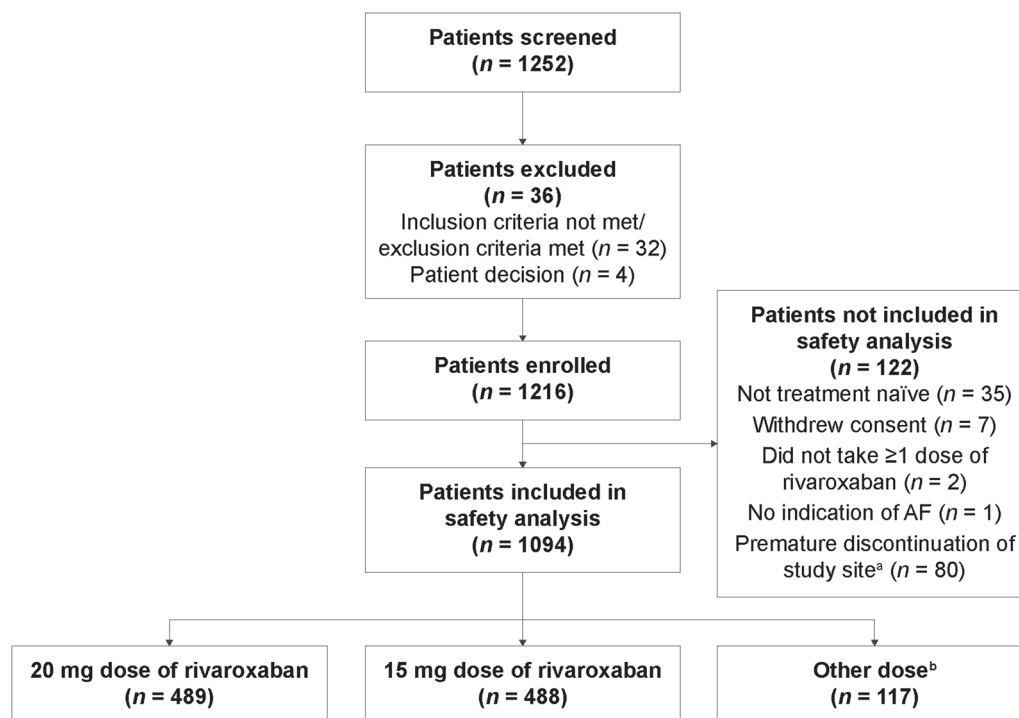 Patients screened
(n = 1252)
Patients excluded
(n = 36)
Inclusion criteria not met/
exclusion criteria met (n = 32)
Patient decision (n = 4)
Patients enrolled
(n = 1216)
Patients not included in
safety analysis
(n = 122)
Not treatment naïve (n = 35)
Withdrew consent (n = 7)
Did not take ≥1 dose of
rivaroxaban (n = 2)
No indication of AF (n = 1)
Premature discontinuation of
study siteᵃ (n = 80)
Patients included in
safety analysis
(n = 1094)
20 mg dose of rivaroxaban
(n = 489)
15 mg dose of rivaroxaban
(n = 488)
Other doseᵇ
(n = 117)